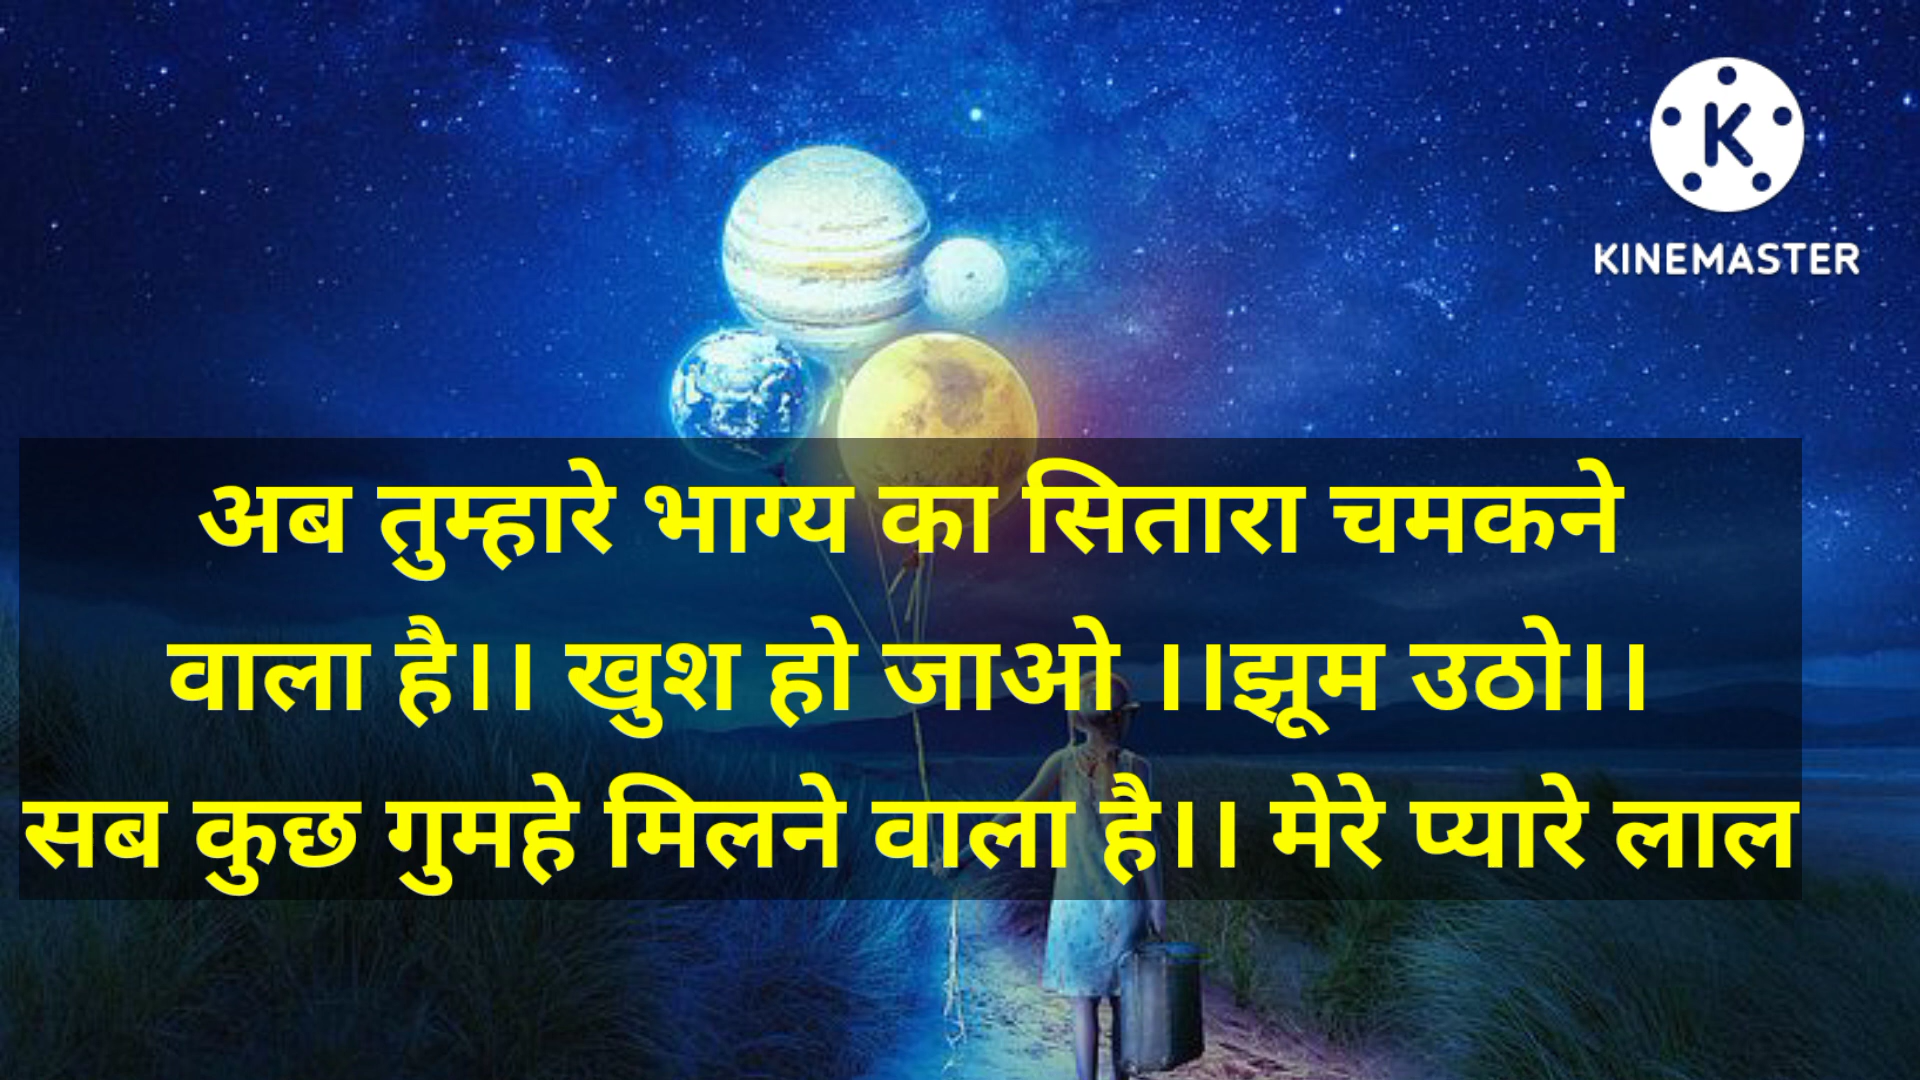 KINEMASTER
अब तुम्हारे भाग्य का सितारा चमकने
वाला है।। खुश हो जाओ ।।झूम उठो।।
सब कुछ गुमहे मिलने वाला है।। मेरे प्यारे लाल